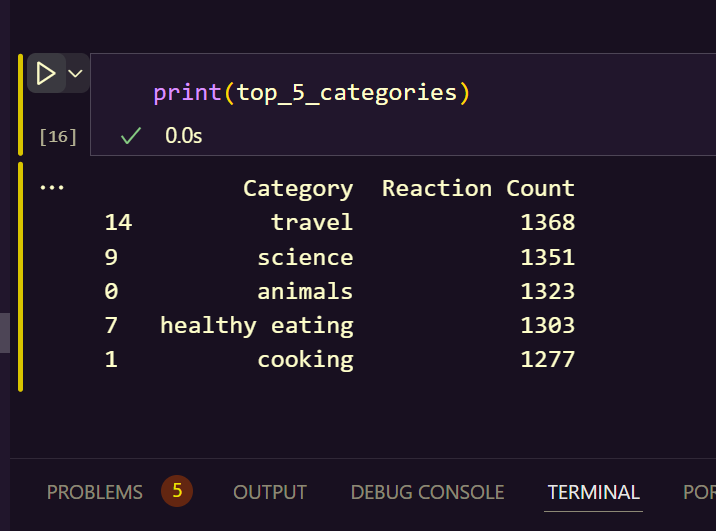 print(top_5_categories)
[16] 0.0s
... Category Reaction Count
14 travel 1368
9 science 1351
0 animals 1323
7 healthy eating 1303
1 cooking 1277
PROBLEMS 5 OUTPUT DEBUG CONSOLE TERMINAL POR